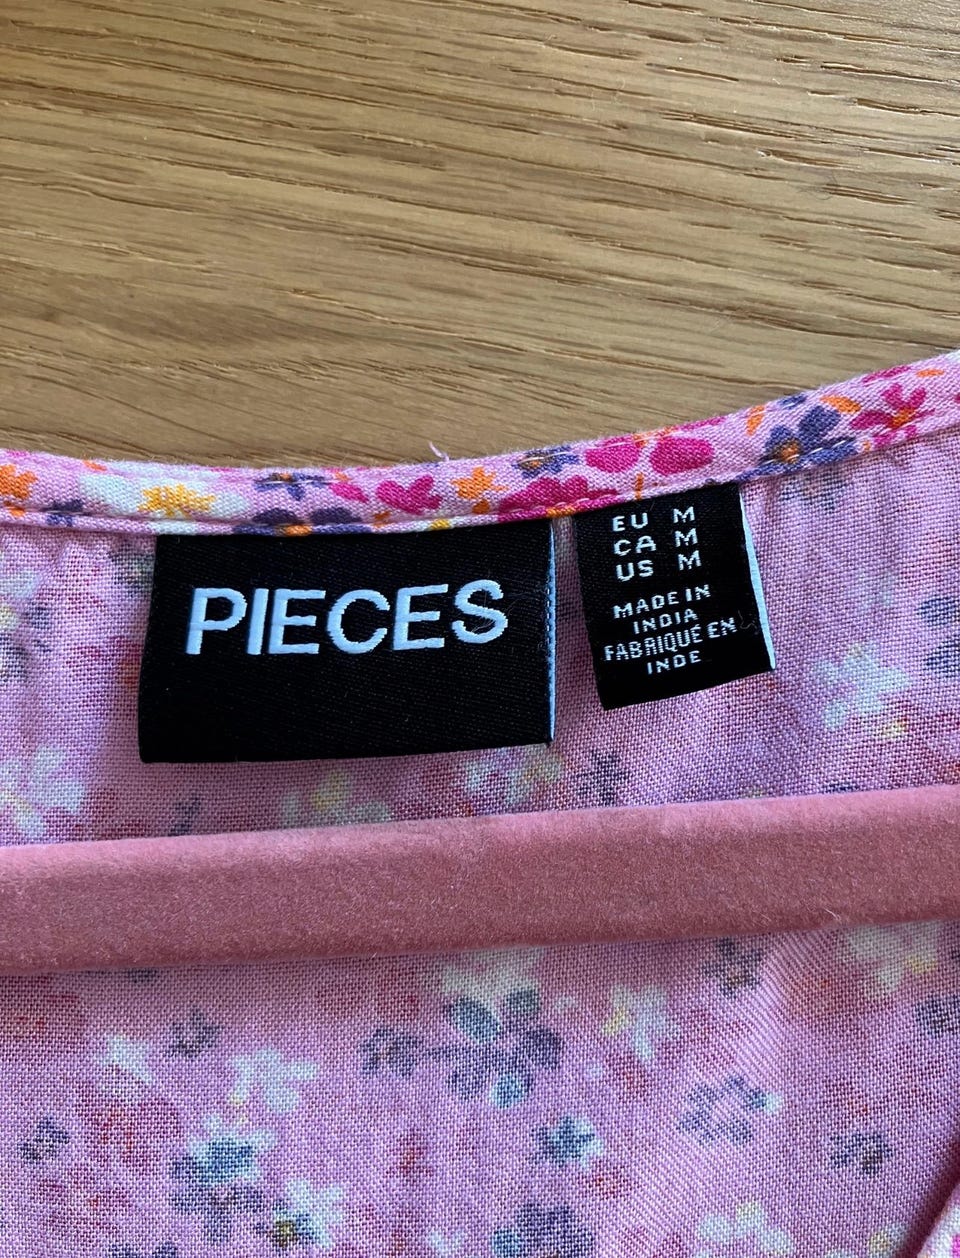 PIECES
EU M
CA M
US M
MADE IN
INDIA
FABRIQUÉ EN
INDE